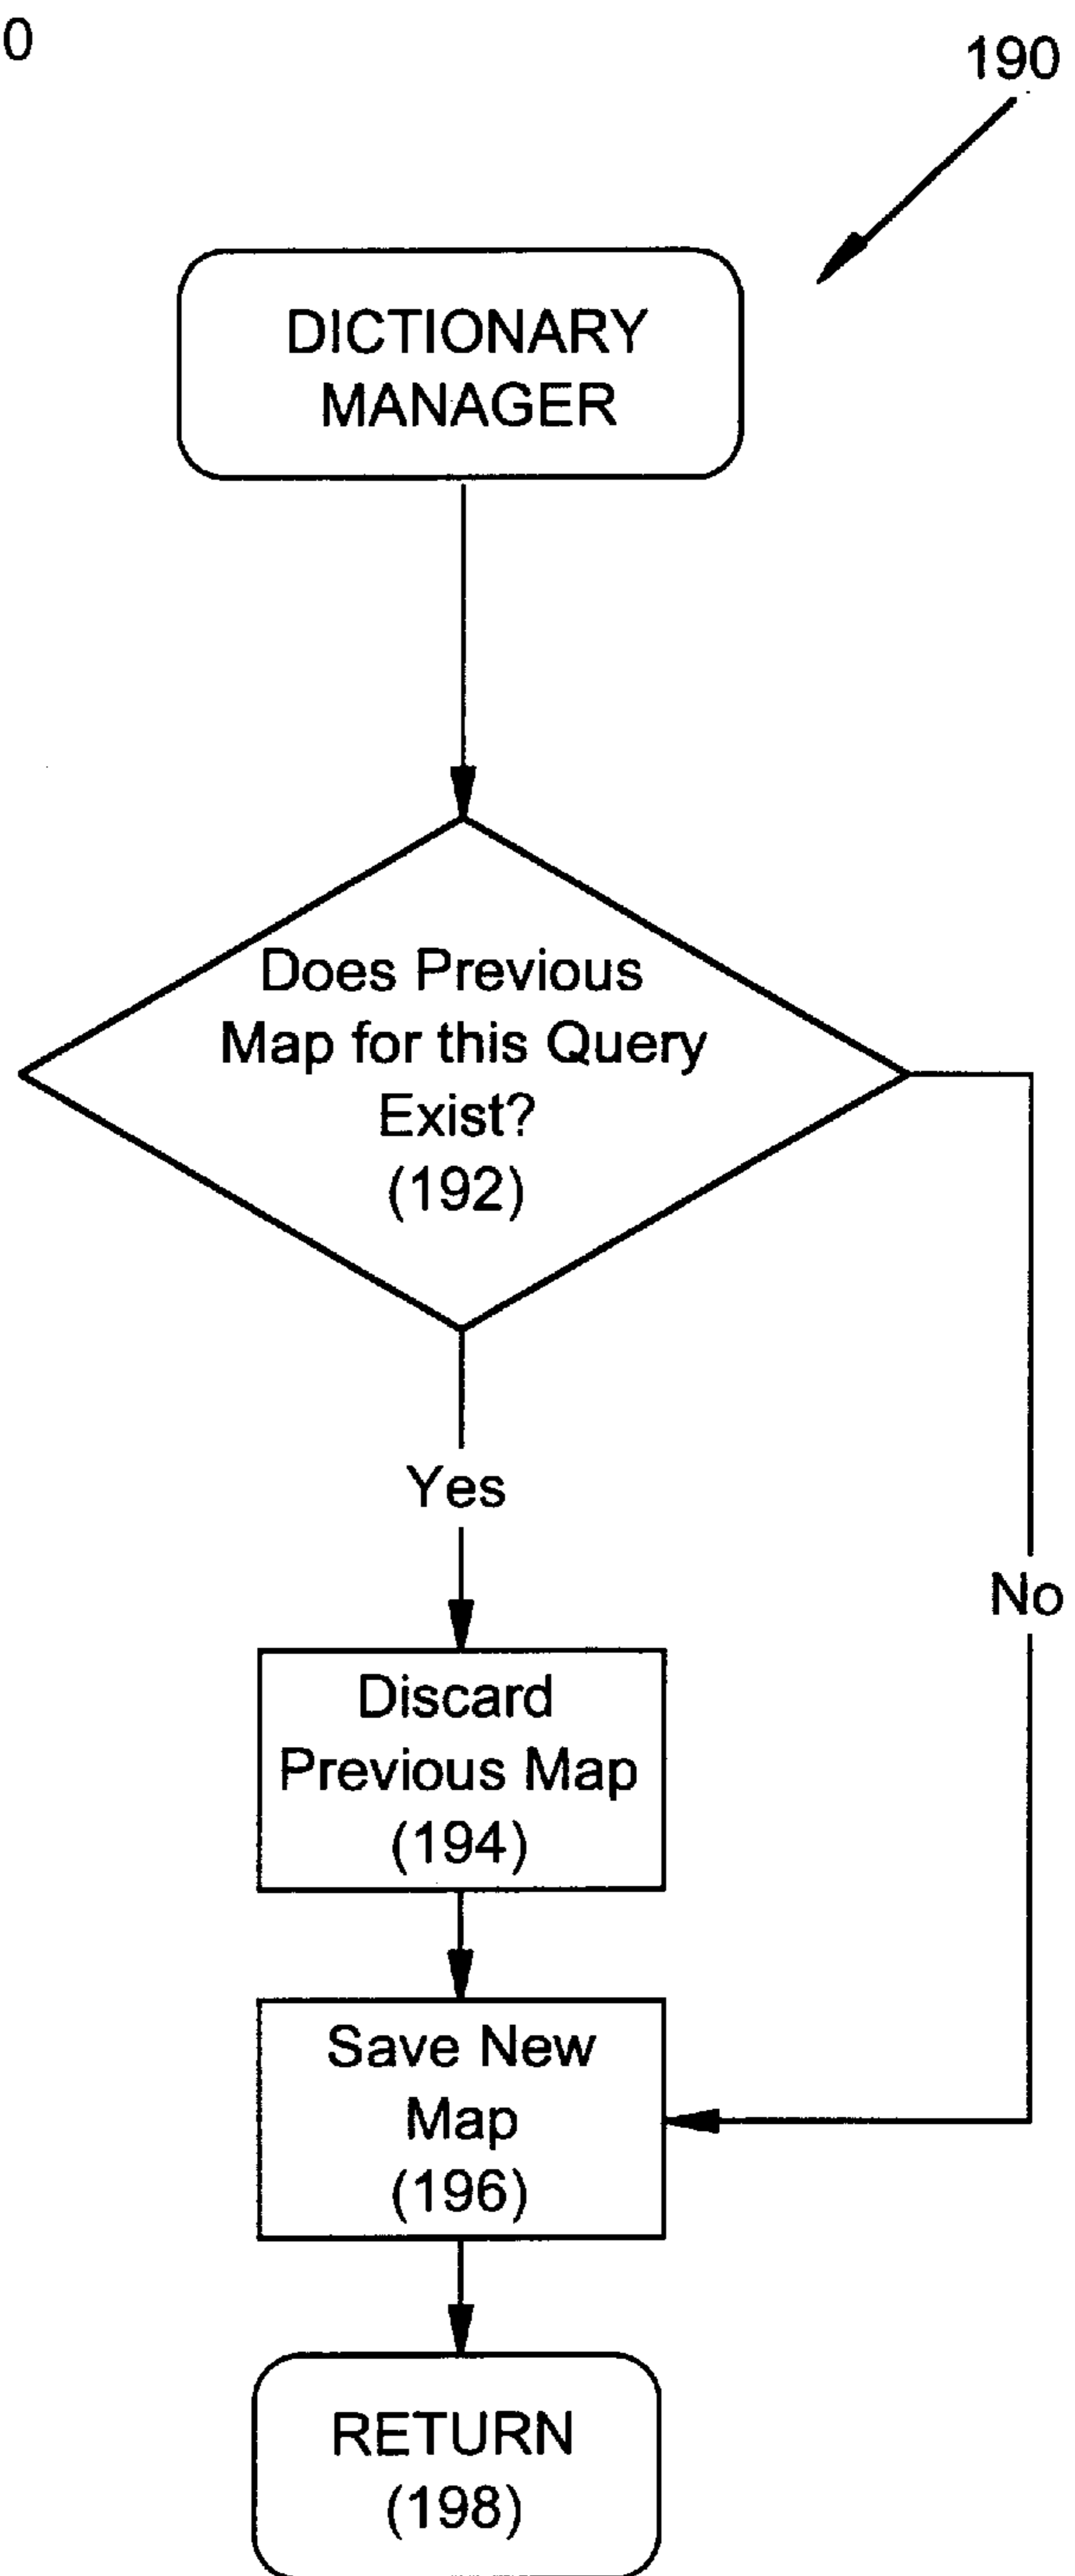 0
190
DICTIONARY
MANAGER
Does Previous
Map for this Query
Exist?
(192)
Yes
No
Discard
Previous Map
(194)
Save New
Map
(196)
RETURN
(198)